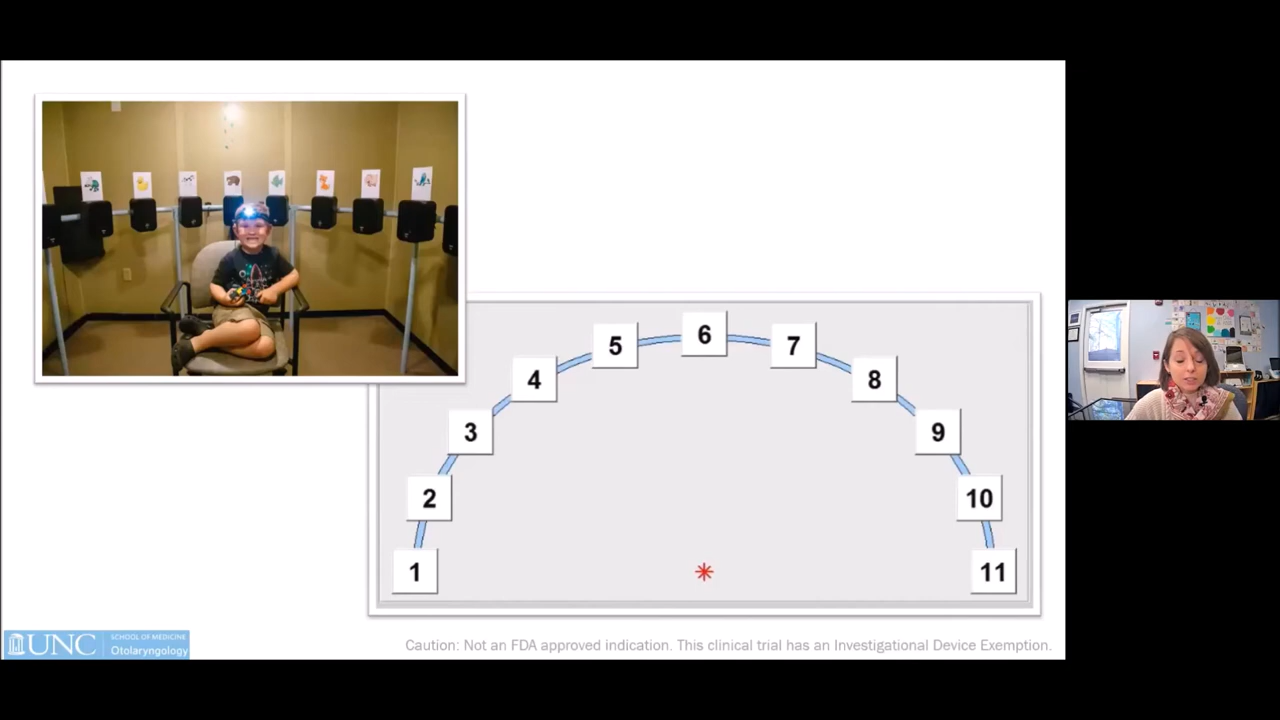 1
2
3
4
5
6
7
8
9
10
11
UNC
SCHOOL OF MEDICINE
Otolaryngology
Caution: Not an FDA approved indication. This clinical trial has an Investigational Device Exemption.